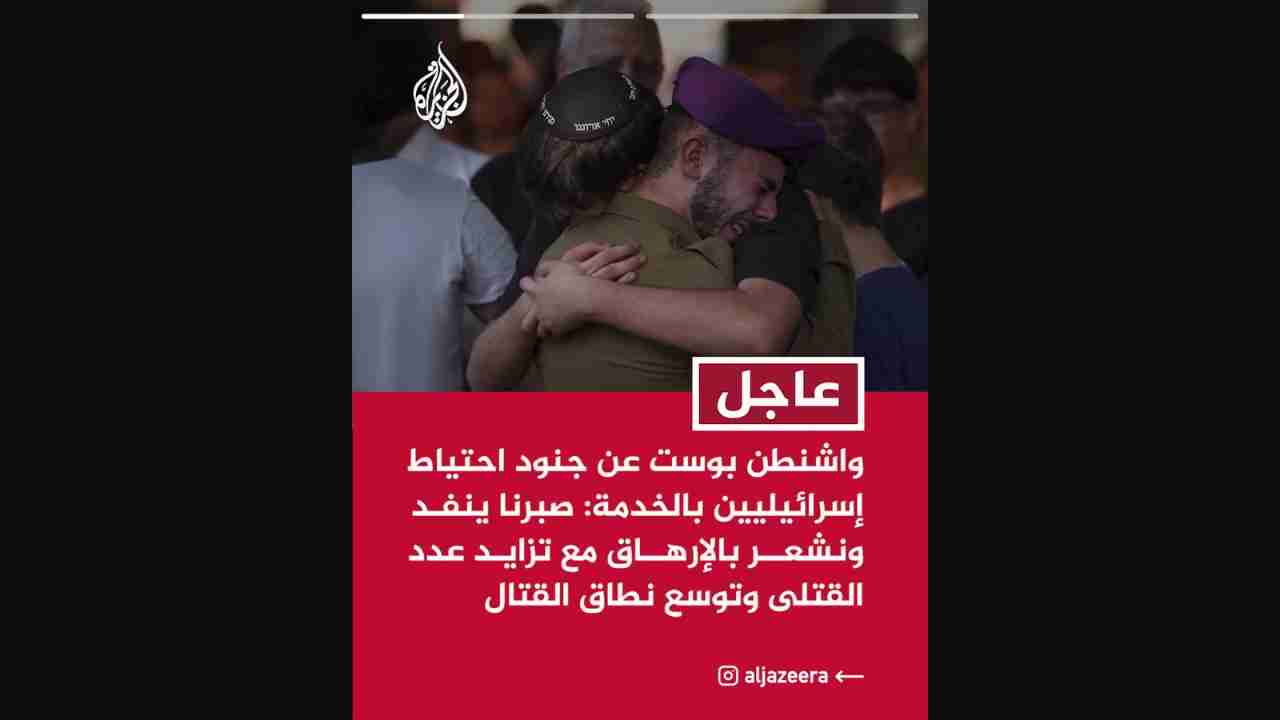 الجزيرة
عاجل
واشنطن بوست عن جنود احتياط
إسرائيليين بالخدمة: صبرنا ينفد
ونشعر بالإرهاق مع تزايد عدد
القتلى وتوسع نطاق القتال
aljazeera